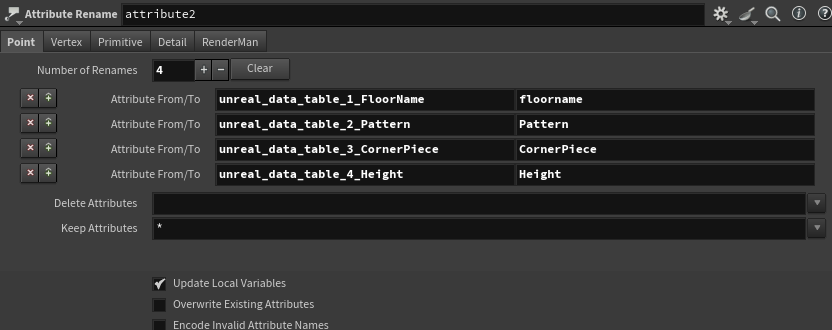 Attribute Rename attribute2
Point Vertex Primitive Detail RenderMan
Number of Renames 4 + − Clear
Attribute From/To unreal_data_table_1_FloorName floorname
Attribute From/To unreal_data_table_2_Pattern Pattern
Attribute From/To unreal_data_table_3_CornerPiece CornerPiece
Attribute From/To unreal_data_table_4_Height Height
Delete Attributes
Keep Attributes *
Update Local Variables
Overwrite Existing Attributes
Encode Invalid Attribute Names